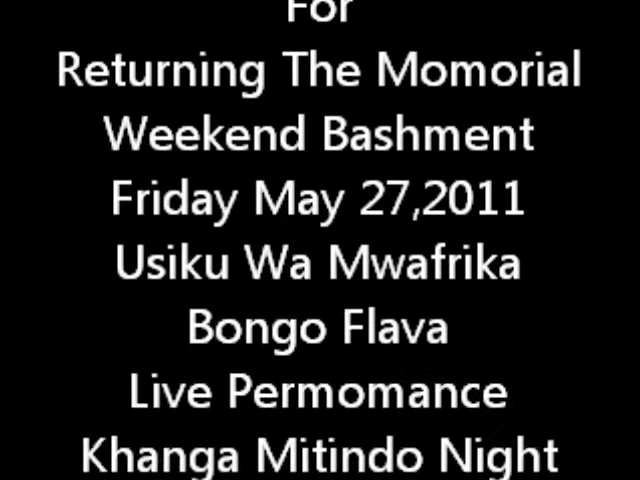 For
Returning The Momorial
Weekend Bashment
Friday May 27,2011
Usiku Wa Mwafrika
Bongo Flava
Live Permomance
Khanga Mitindo Night